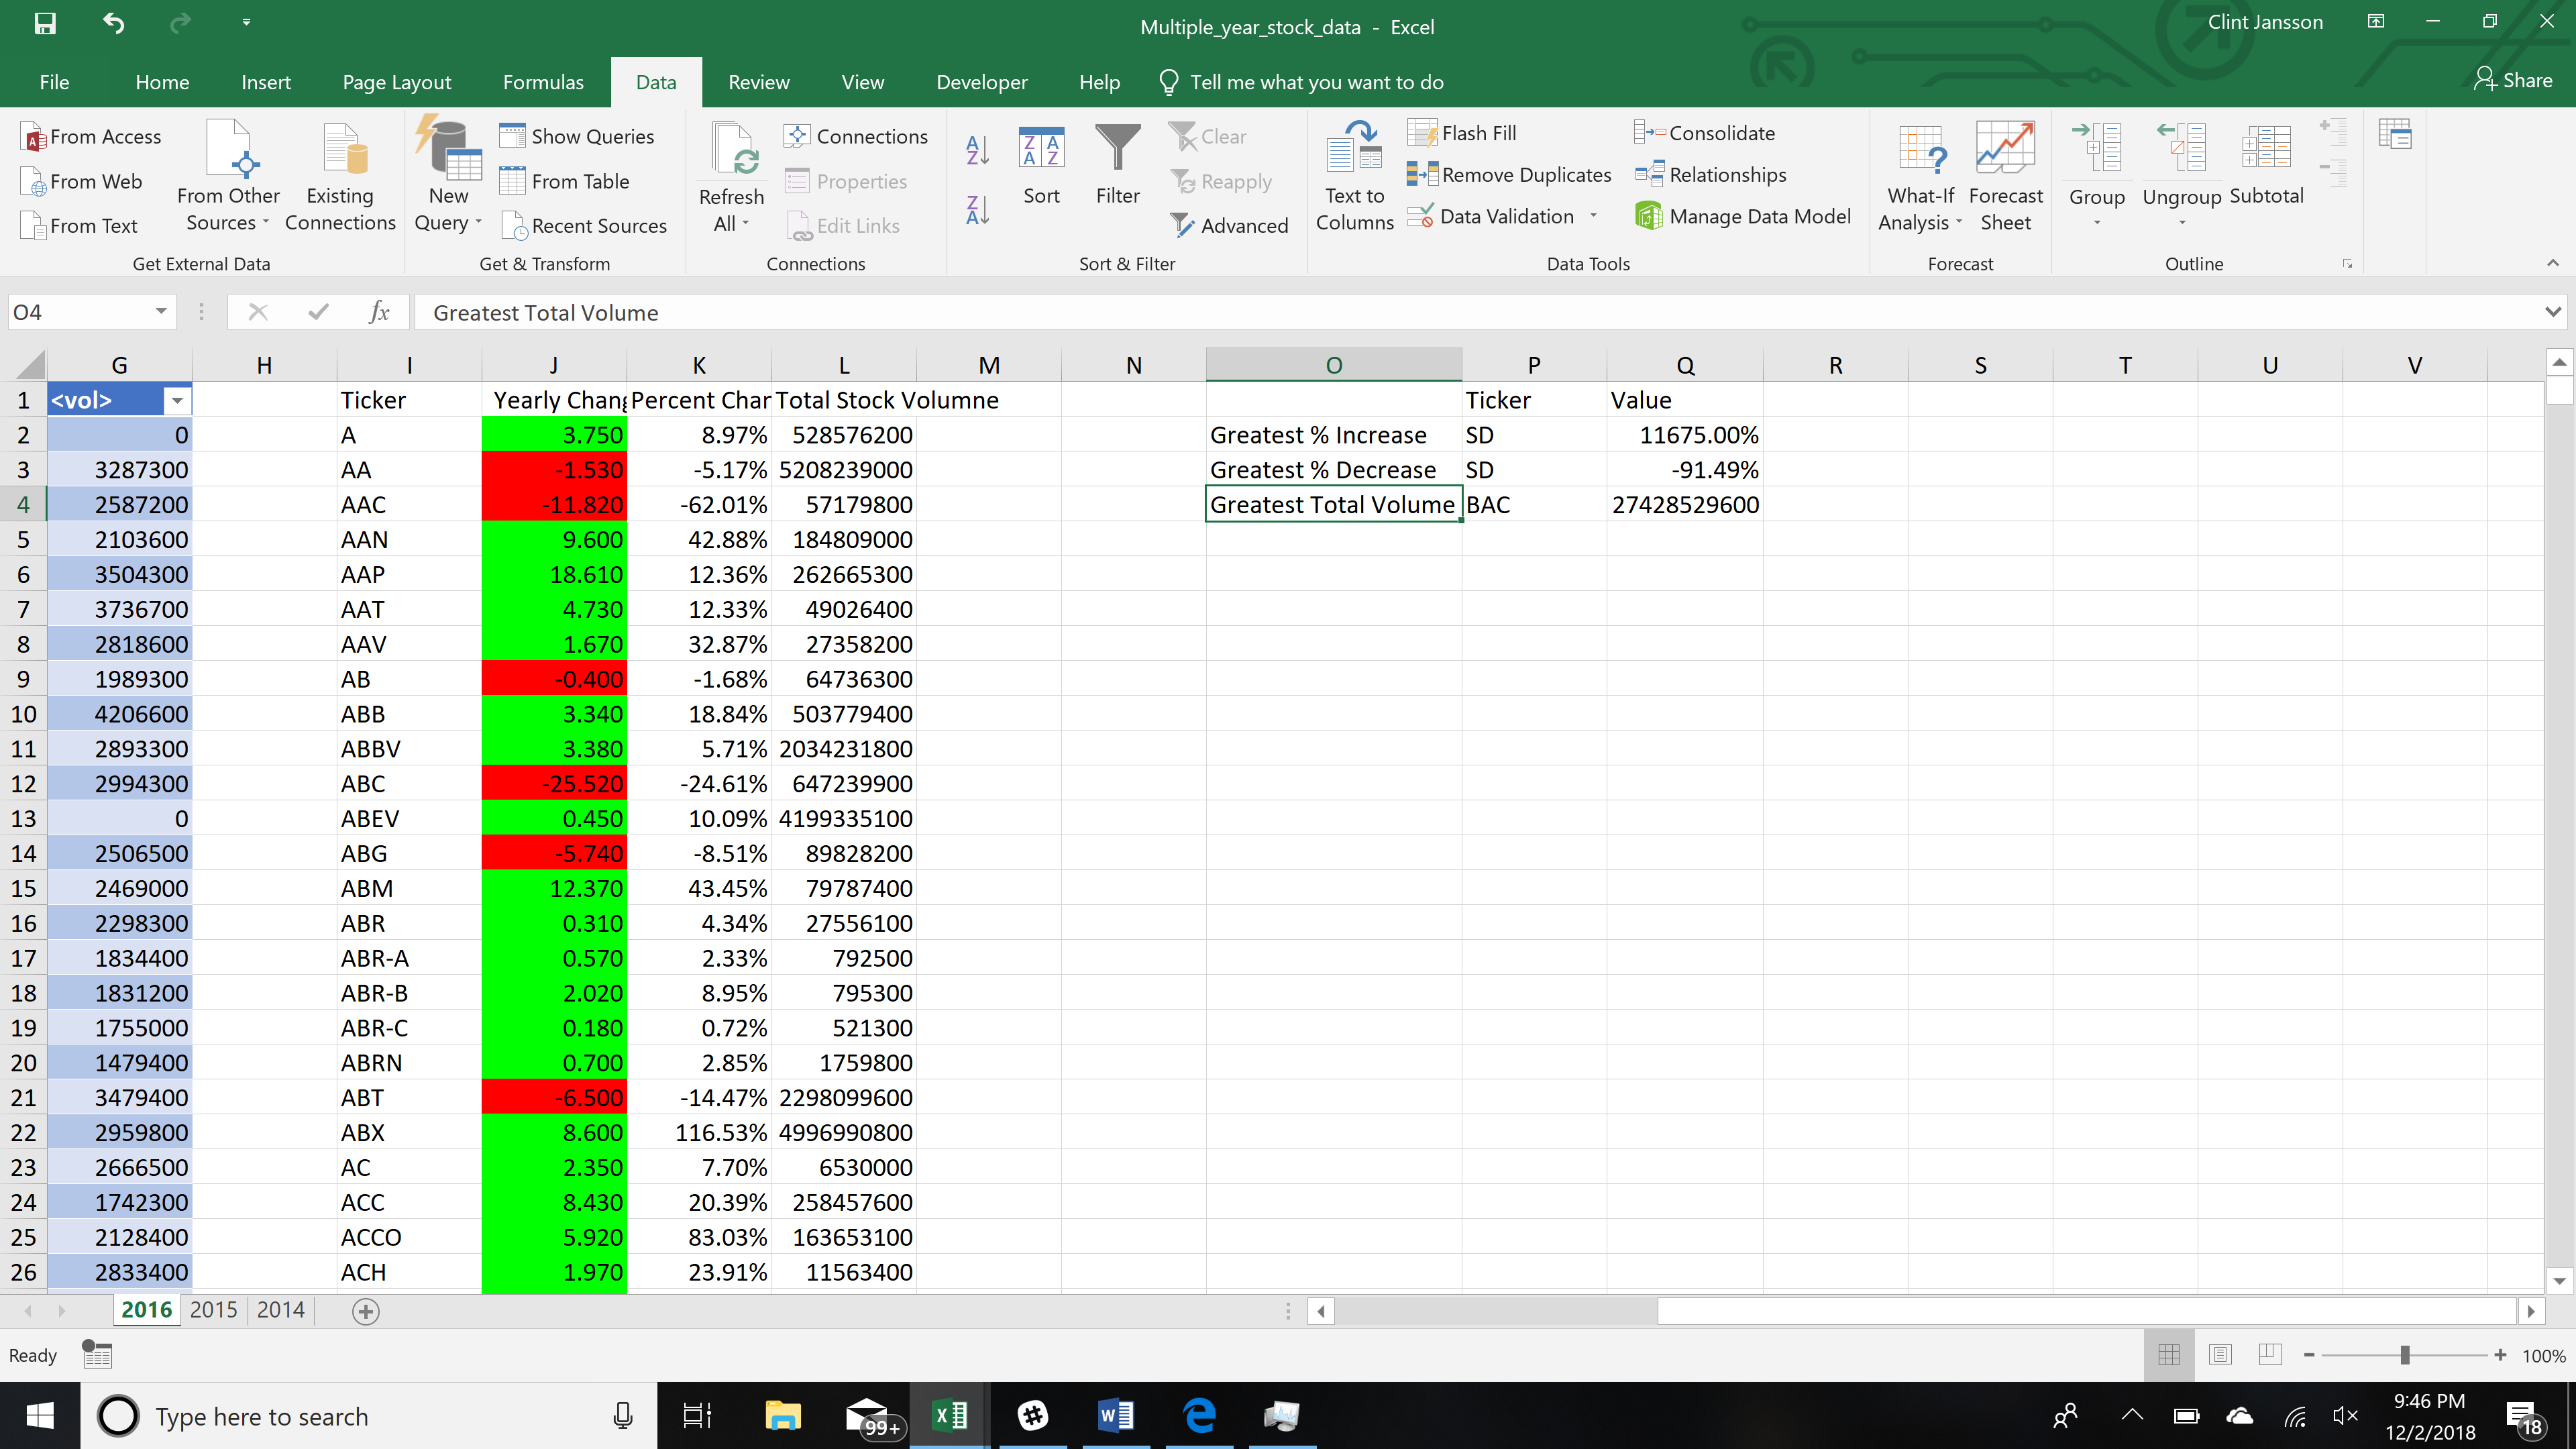 Multiple_year_stock_data - Excel
Clint Jansson
File Home Insert Page Layout Formulas Data Review View Developer Help Tell me what you want to do Share
From Access
From Web
From Text
From Other Sources
Existing Connections
Get External Data
New Query
Show Queries
From Table
Recent Sources
Get & Transform
Refresh All
Connections
Properties
Edit Links
Connections
Sort
Filter
Clear
Reapply
Advanced
Sort & Filter
Text to Columns
Flash Fill
Remove Duplicates
Data Validation
Consolidate
Relationships
Manage Data Model
Data Tools
What-If Analysis
Forecast Sheet
Forecast
Group
Ungroup
Subtotal
Outline
O4 fx Greatest Total Volume
G H I J K L M N O P Q R S T U V
1 <vol> Ticker Yearly Chang Percent Char Total Stock Volumne Ticker Value
2 0 A 3.750 8.97% 528576200 Greatest % Increase SD 11675.00%
3 3287300 AA -1.530 -5.17% 5208239000 Greatest % Decrease SD -91.49%
4 2587200 AAC -11.820 -62.01% 57179800 Greatest Total Volume BAC 27428529600
5 2103600 AAN 9.600 42.88% 184809000
6 3504300 AAP 18.610 12.36% 262665300
7 3736700 AAT 4.730 12.33% 49026400
8 2818600 AAV 1.670 32.87% 27358200
9 1989300 AB -0.400 -1.68% 64736300
10 4206600 ABB 3.340 18.84% 503779400
11 2893300 ABBV 3.380 5.71% 2034231800
12 2994300 ABC -25.520 -24.61% 647239900
13 0 ABEV 0.450 10.09% 4199335100
14 2506500 ABG -5.740 -8.51% 89828200
15 2469000 ABM 12.370 43.45% 79787400
16 2298300 ABR 0.310 4.34% 27556100
17 1834400 ABR-A 0.570 2.33% 792500
18 1831200 ABR-B 2.020 8.95% 795300
19 1755000 ABR-C 0.180 0.72% 521300
20 1479400 ABRN 0.700 2.85% 1759800
21 3479400 ABT -6.500 -14.47% 2298099600
22 2959800 ABX 8.600 116.53% 4996990800
23 2666500 AC 2.350 7.70% 6530000
24 1742300 ACC 8.430 20.39% 258457600
25 2128400 ACCO 5.920 83.03% 163653100
26 2833400 ACH 1.970 23.91% 11563400
2016 2015 2014
Ready 100%
Type here to search
99+
9:46 PM
12/2/2018
18